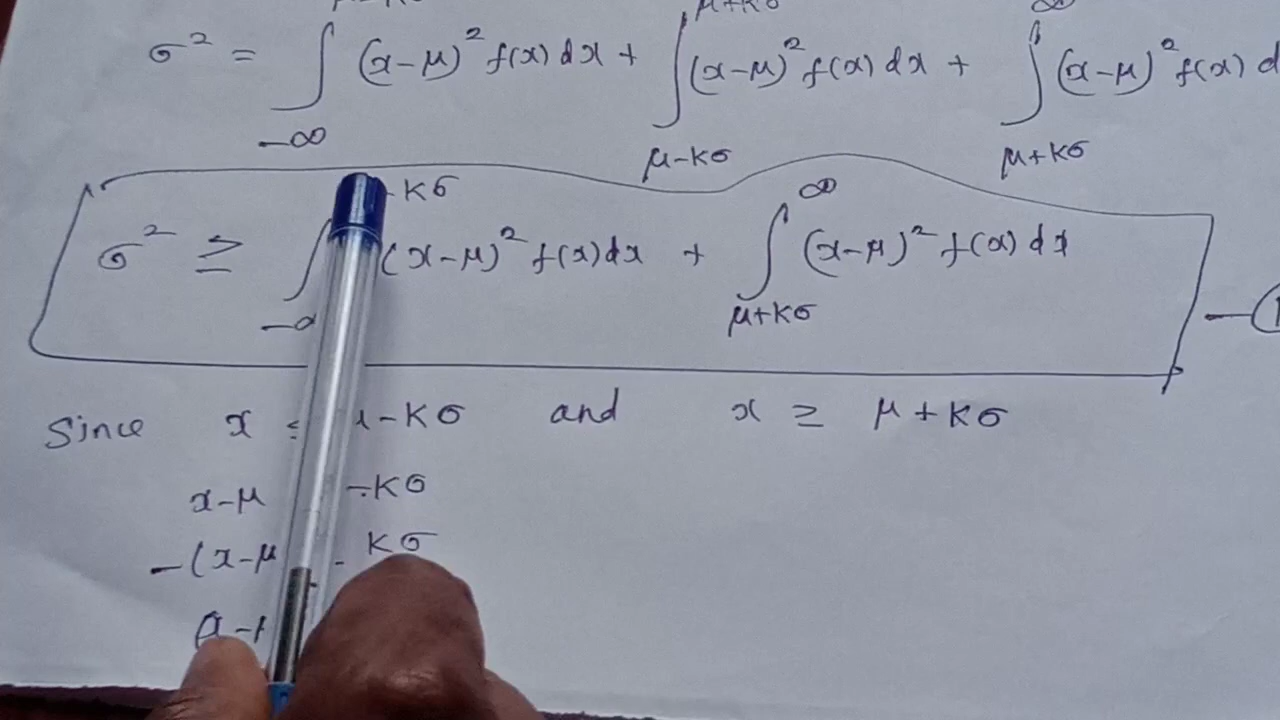 σ² = ∫_{-∞} (x-μ)² f(x) dx + ∫_{μ-kσ}^{μ+kσ} (x-μ)² f(x) dx + ∫_{μ+kσ}^{∞} (x-μ)² f(x) d
σ² ≥ ∫^{-kσ} (x-μ)² f(x) dx + ∫_{μ+kσ}^{∞} (x-μ)² f(x) dx
Since x μ-kσ and x ≥ μ+kσ
x-μ -kσ
-(x-μ kσ